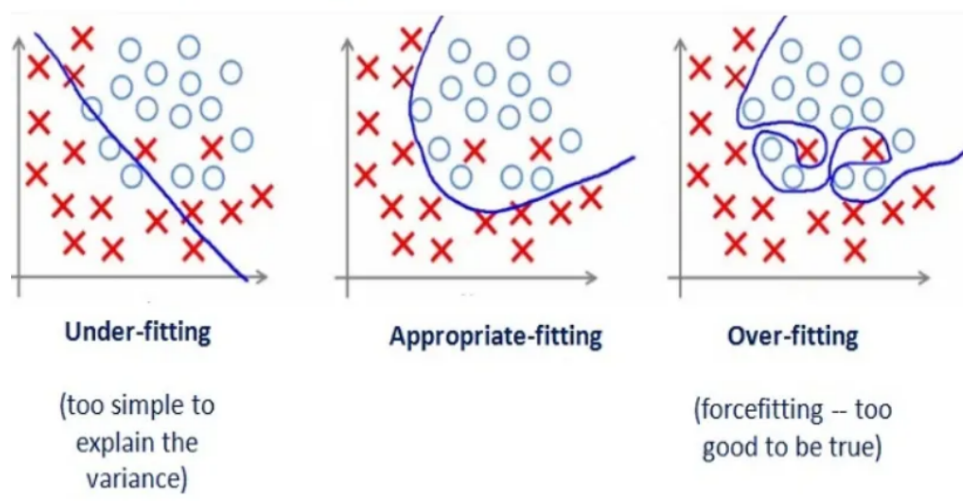 Under-fitting
Appropriate-fitting
Over-fitting
(too simple to
explain the
variance)
(forcefitting -- too
good to be true)